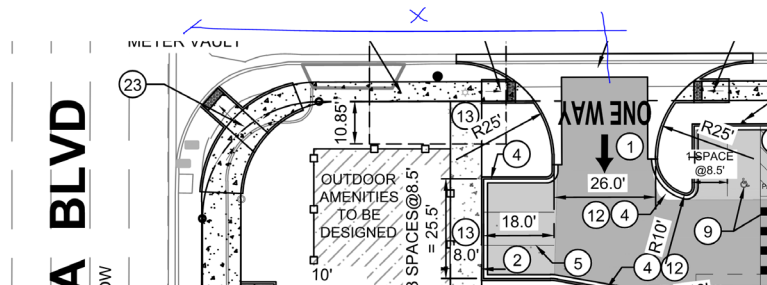 X
METER VAULT
23
10.85'
13
R25'
4
ONE WAY
1
R25'
1 SPACE
@8.5'
A BLVD
OUTDOOR
AMENITIES
TO BE
DESIGNED
3 SPACES@8.5'
= 25.5'
26.0'
18.0'
12 4
9
13
8.0'
R10'
10'
2
5
4 12